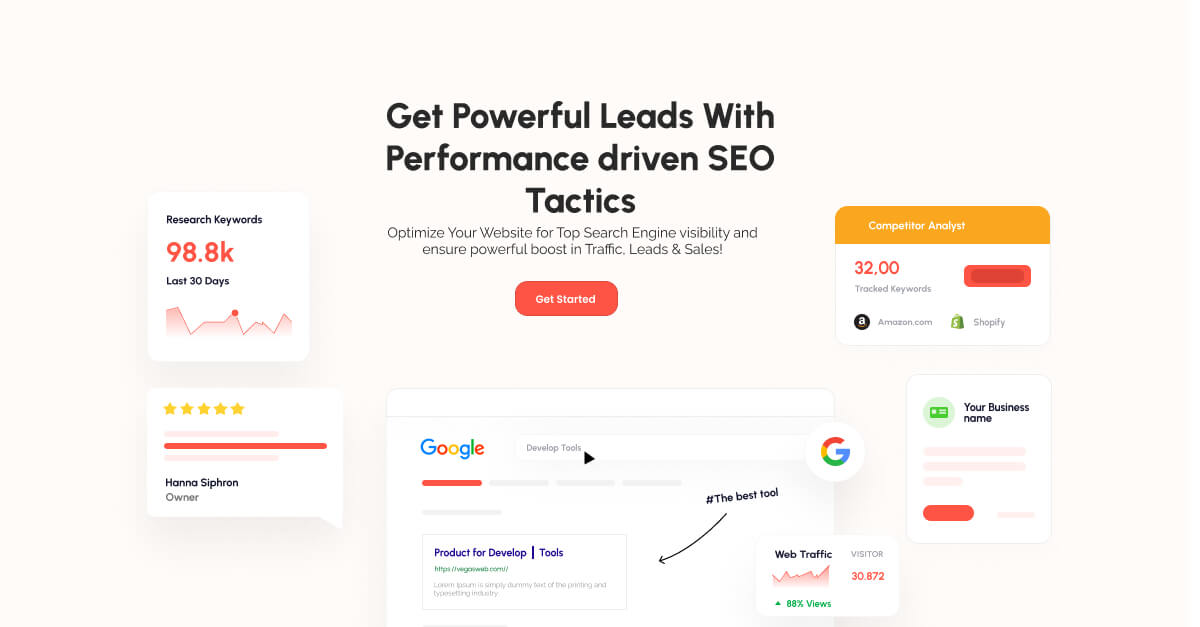 Get Powerful Leads With
Performance driven SEO
Tactics
Optimize Your Website for Top Search Engine visibility and
ensure powerful boost in Traffic, Leads & Sales!
Get Started
Research Keywords
98.8k
Last 30 Days
Hanna Siphron
Owner
Competitor Analyst
32,00
Tracked Keywords
Amazon.com
Shopify
Your Business
name
Google
Develop Tools
G
#The best tool
Product for Develop | Tools
https://vegasweb.com//
Lorem Ipsum is simply dummy text of the printing and
typesetting industry.
Web Traffic
VISITOR
30.872
88% Views